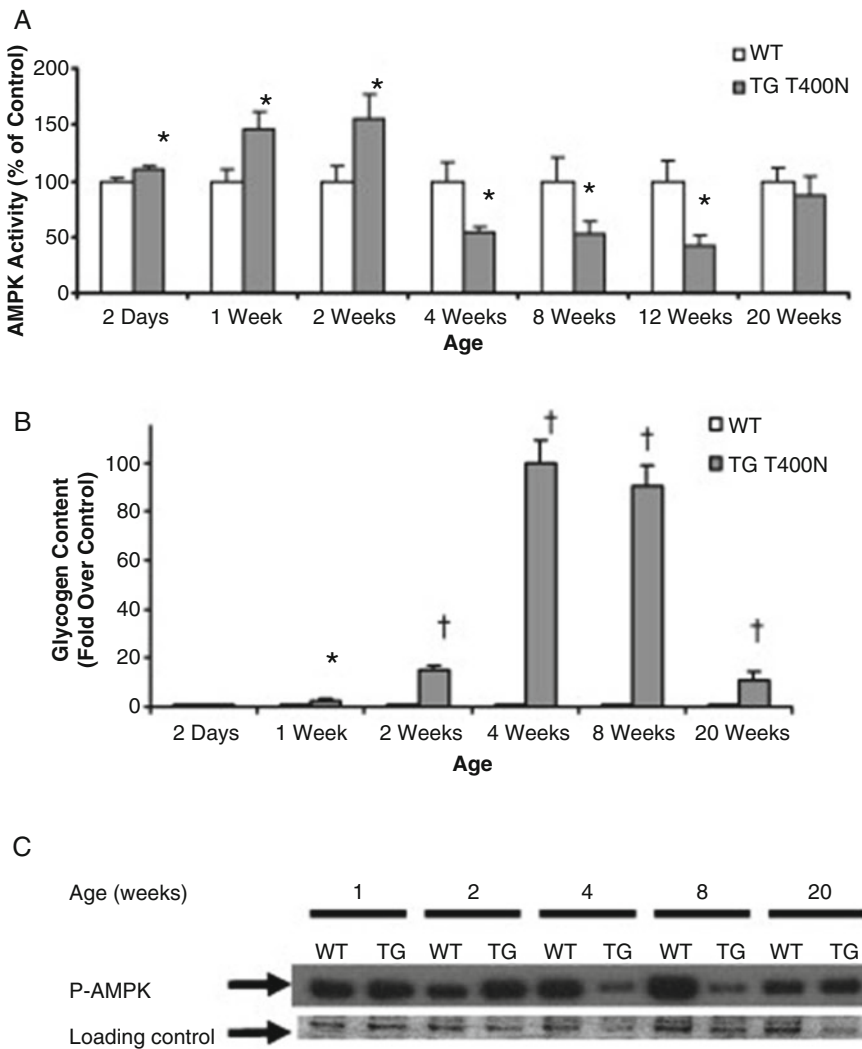 A
AMPK Activity (% of Control)
200
150
100
50
0
WT
TG T400N
*
*
*
*
*
*
2 Days
1 Week
2 Weeks
4 Weeks
8 Weeks
12 Weeks
20 Weeks
Age
B
Glycogen Content
(Fold Over Control)
100
80
60
40
20
0
WT
TG T400N
*
†
†
†
†
2 Days
1 Week
2 Weeks
4 Weeks
8 Weeks
20 Weeks
Age
C
Age (weeks) 1 2 4 8 20
WT TG WT TG WT TG WT TG WT TG
P-AMPK
Loading control